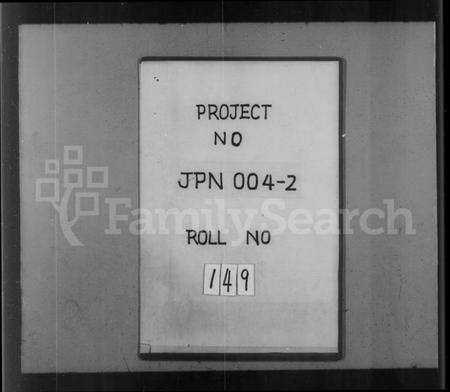 PROJECT
NO
JPN 004-2
FamilySearch
ROLL NO
149